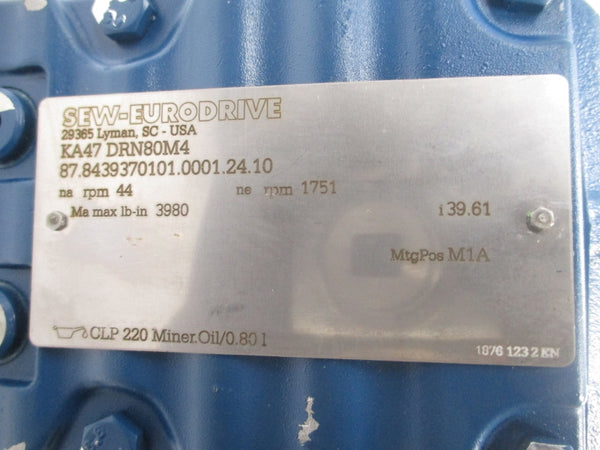 SEW-EURODRIVE
29365 Lyman, SC - USA
KA47 DRN80M4
87.8439370101.0001.24.10
na rpm 44 ne rpm 1751
Ma max lb-in 3980 i 39.61
MtgPos M1A
CLP 220 Miner.Oil/0.80 l
1876 123 2 EN